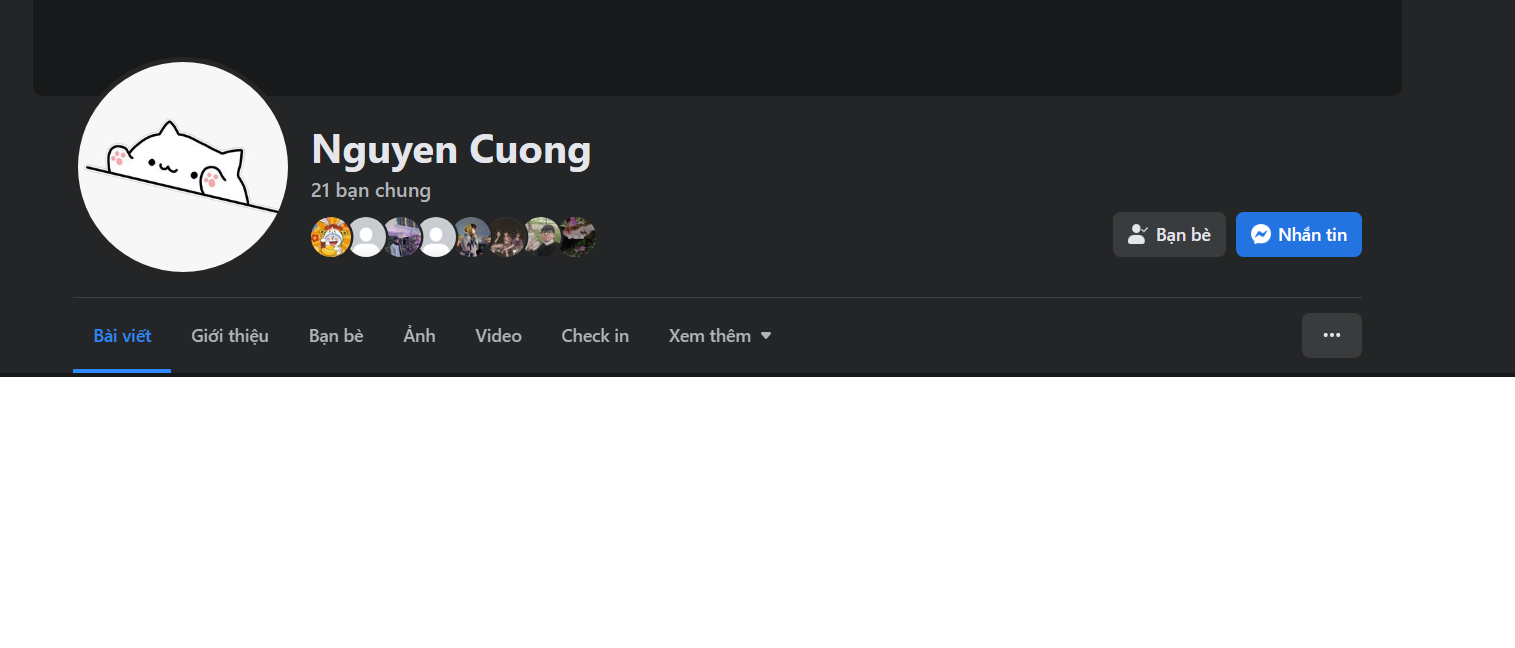 Nguyen Cuong
21 bạn chung
Bạn bè
Nhắn tin
Bài viết
Giới thiệu
Bạn bè
Ảnh
Video
Check in
Xem thêm